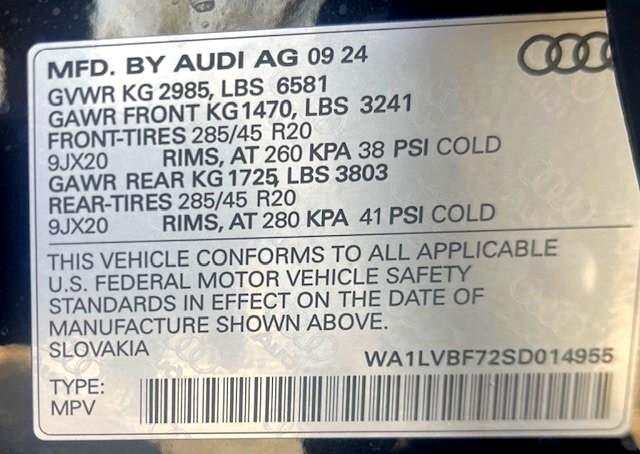 MFD. BY AUDI AG 09 24
GVWR KG 2985, LBS 6581
GAWR FRONT KG 1470, LBS 3241
FRONT-TIRES 285/45 R20
9JX20 RIMS, AT 260 KPA 38 PSI COLD
GAWR REAR KG 1725, LBS 3803
REAR-TIRES 285/45 R20
9JX20 RIMS, AT 280 KPA 41 PSI COLD
THIS VEHICLE CONFORMS TO ALL APPLICABLE
U.S. FEDERAL MOTOR VEHICLE SAFETY
STANDARDS IN EFFECT ON THE DATE OF
MANUFACTURE SHOWN ABOVE.
SLOVAKIA
WA1LVBF72SD014955
TYPE:
MPV